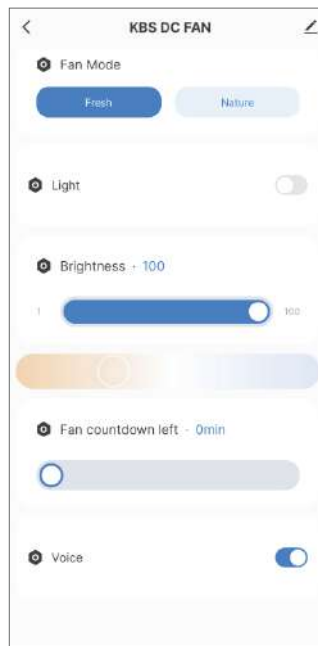 KBS DC FAN
Fan Mode
Fresh Nature
Light
Brightness · 100
1 100
Fan countdown left · 0min
Voice